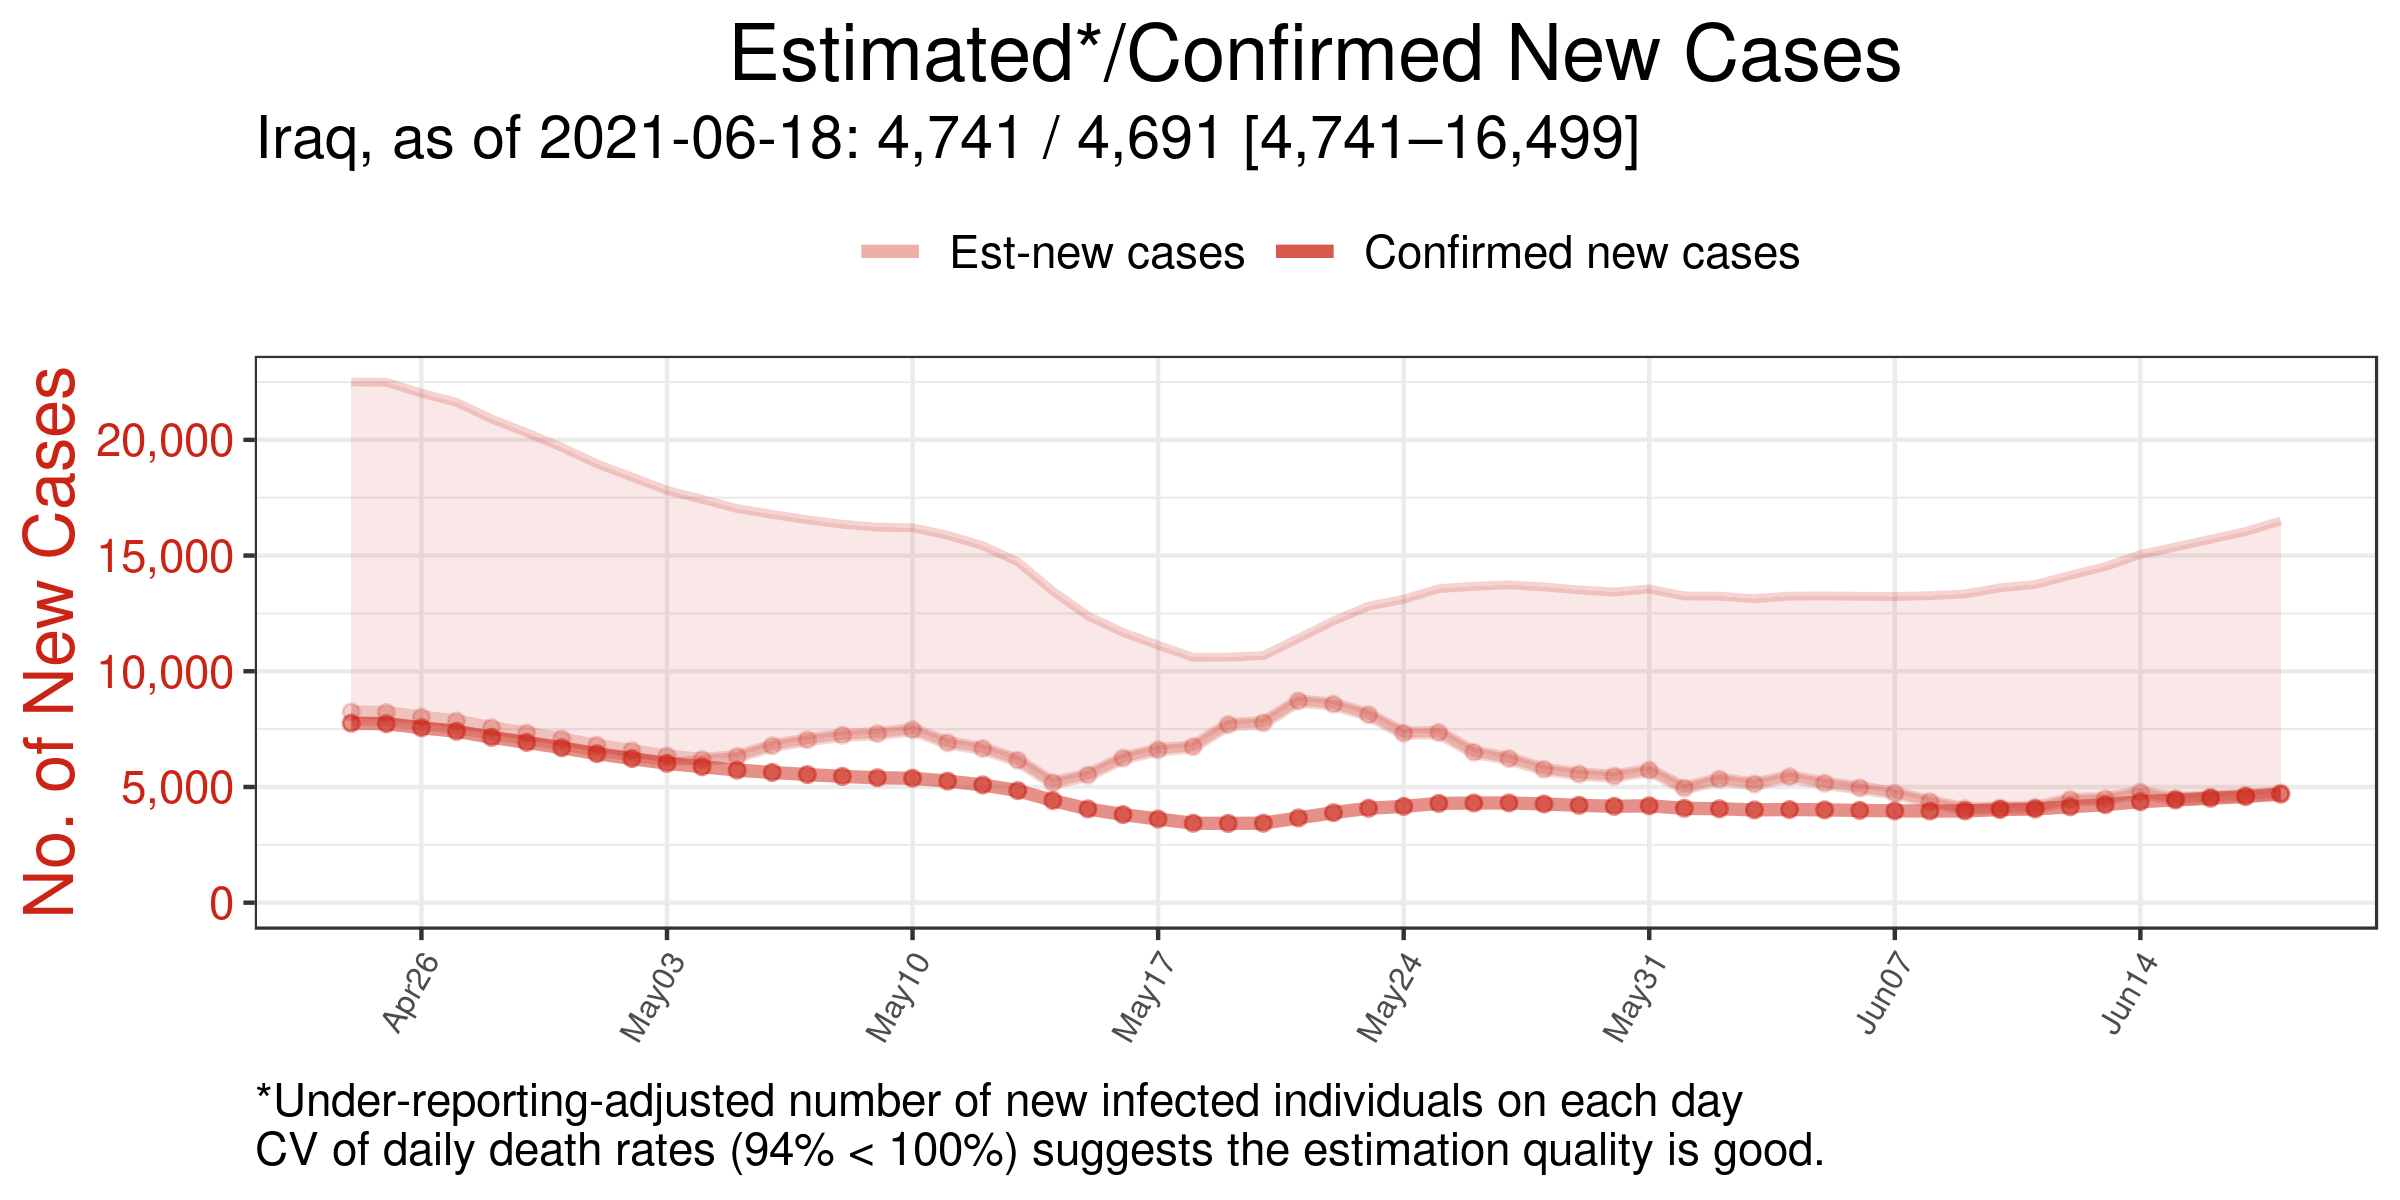 Estimated*/Confirmed New Cases
Iraq, as of 2021-06-18: 4,741 / 4,691 [4,741–16,499]
Est-new cases Confirmed new cases
No. of New Cases
20,000
15,000
10,000
5,000
0
Apr26 May03 May10 May17 May24 May31 Jun07 Jun14
*Under-reporting-adjusted number of new infected individuals on each day
CV of daily death rates (94% < 100%) suggests the estimation quality is good.